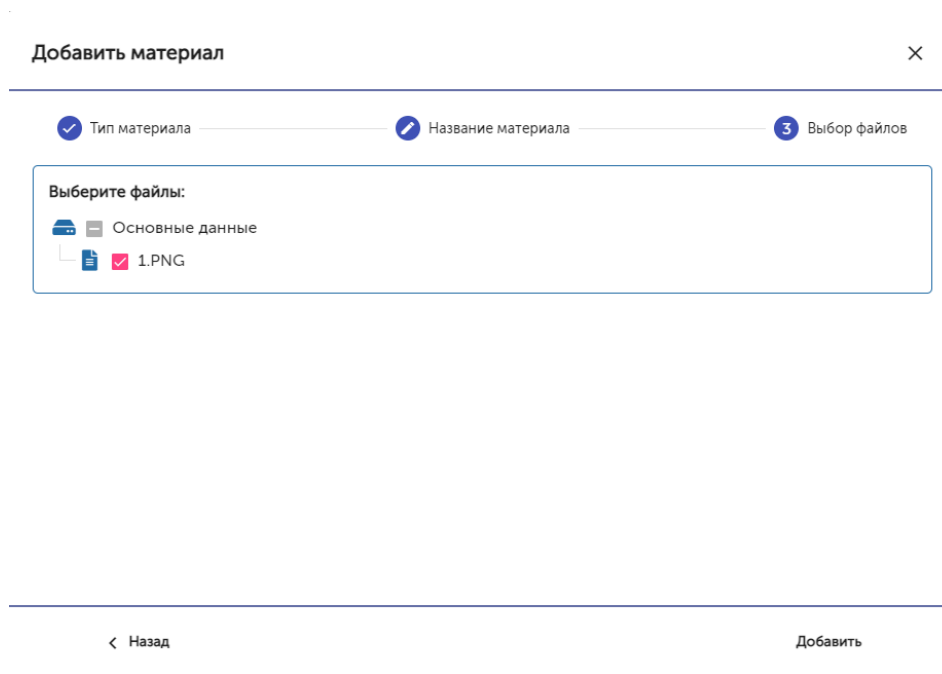 Добавить материал
Тип материала
Название материала
3 Выбор файлов
Выберите файлы:
Основные данные
1.PNG
Назад
Добавить